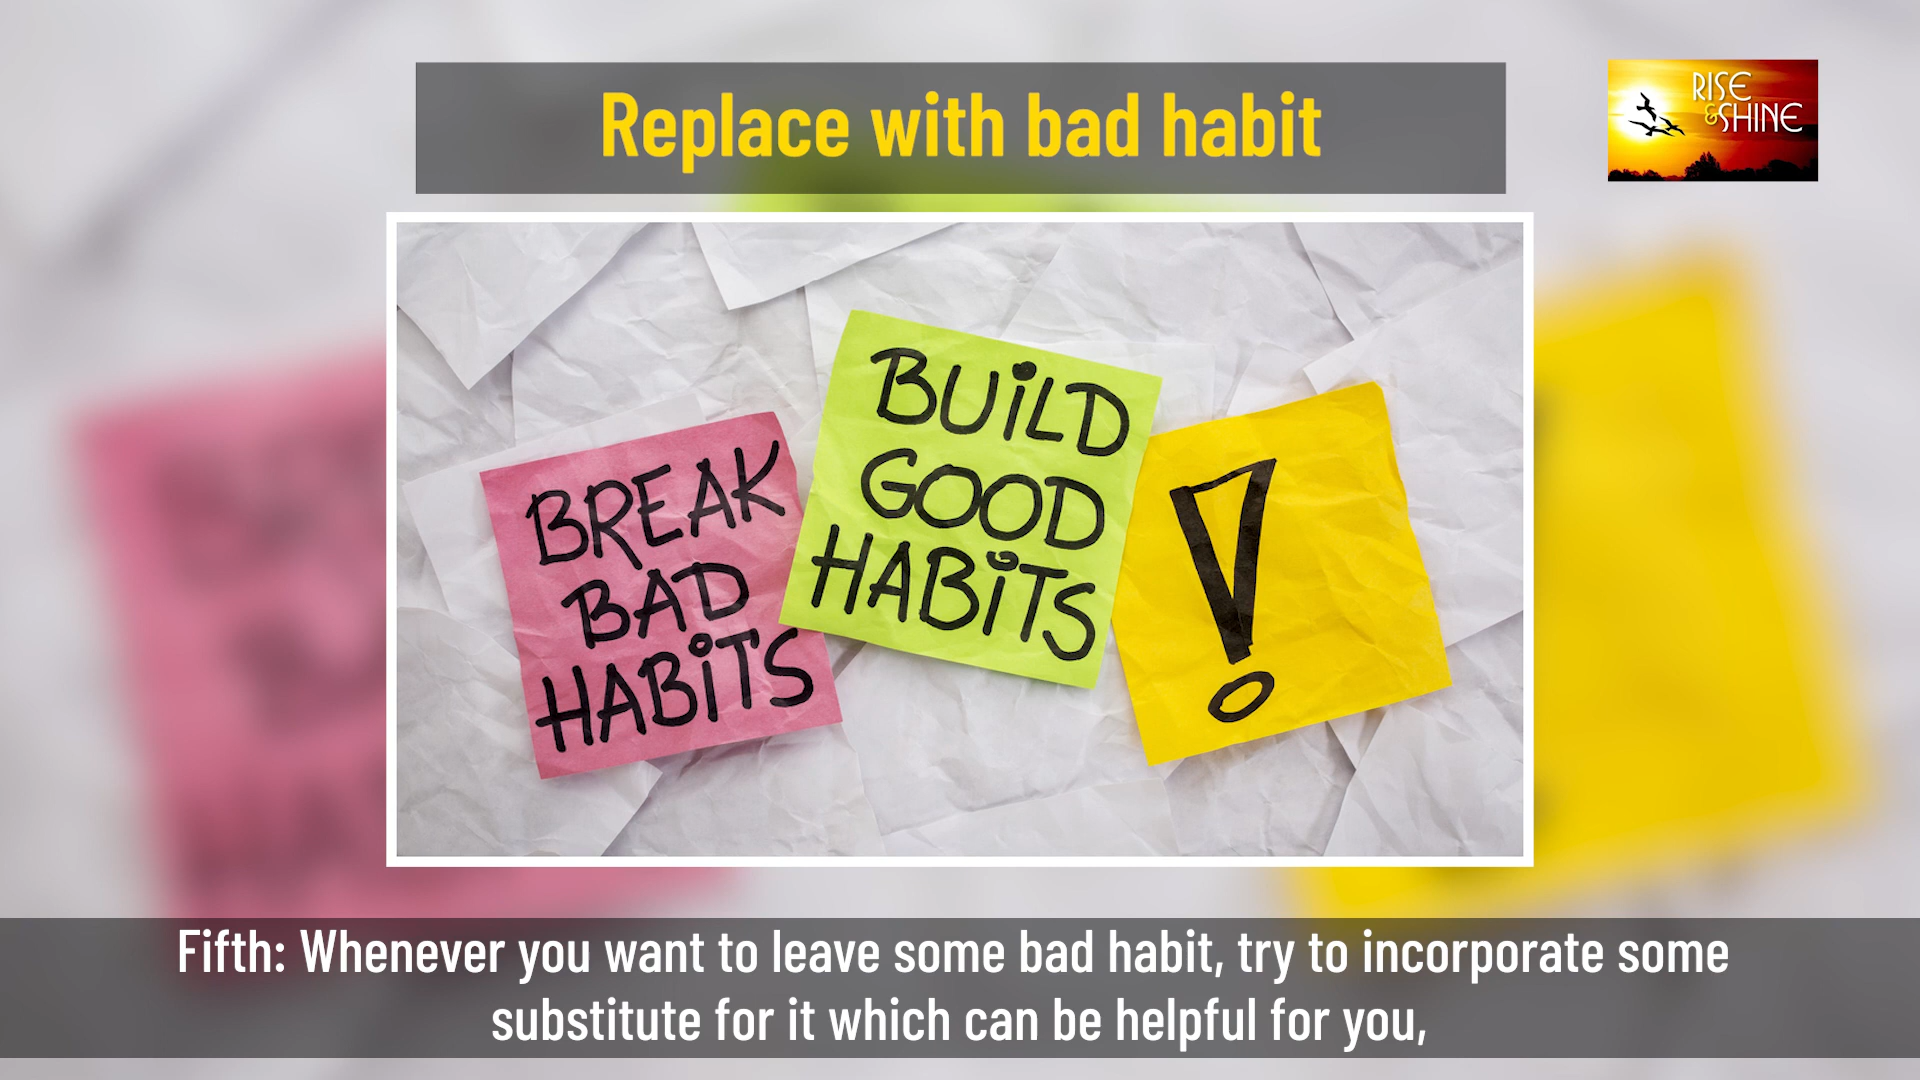 Replace with bad habit
RISE
&SHINE
BREAK
BAD
HABiTS
BUiLD
GOOD
HABiTS
!
Fifth: Whenever you want to leave some bad habit, try to incorporate some
substitute for it which can be helpful for you,